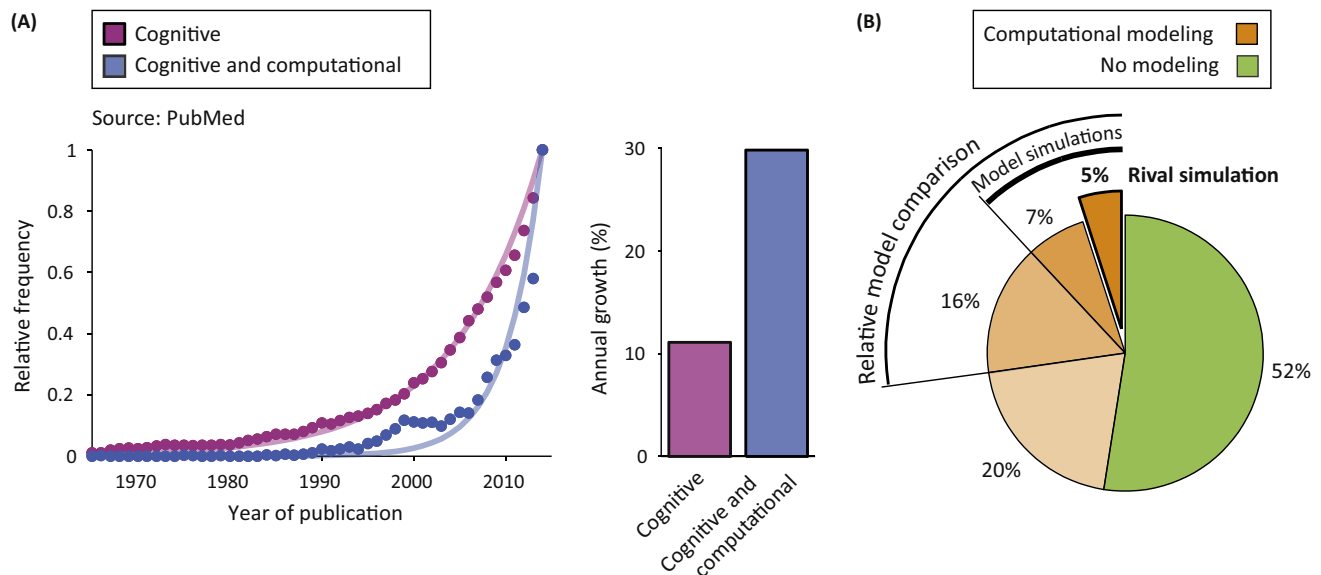 (A)
Cognitive
Cognitive and computational
Source: PubMed
1
0.8
0.6
0.4
0.2
0
Relative frequency
1970
1980
1990
2000
2010
Year of publication
30
20
10
0
Annual growth (%)
Cognitive
Cognitive and
computational
(B)
Computational modeling
No modeling
Relative model comparison
Model simulations
5%
Rival simulation
7%
16%
20%
52%